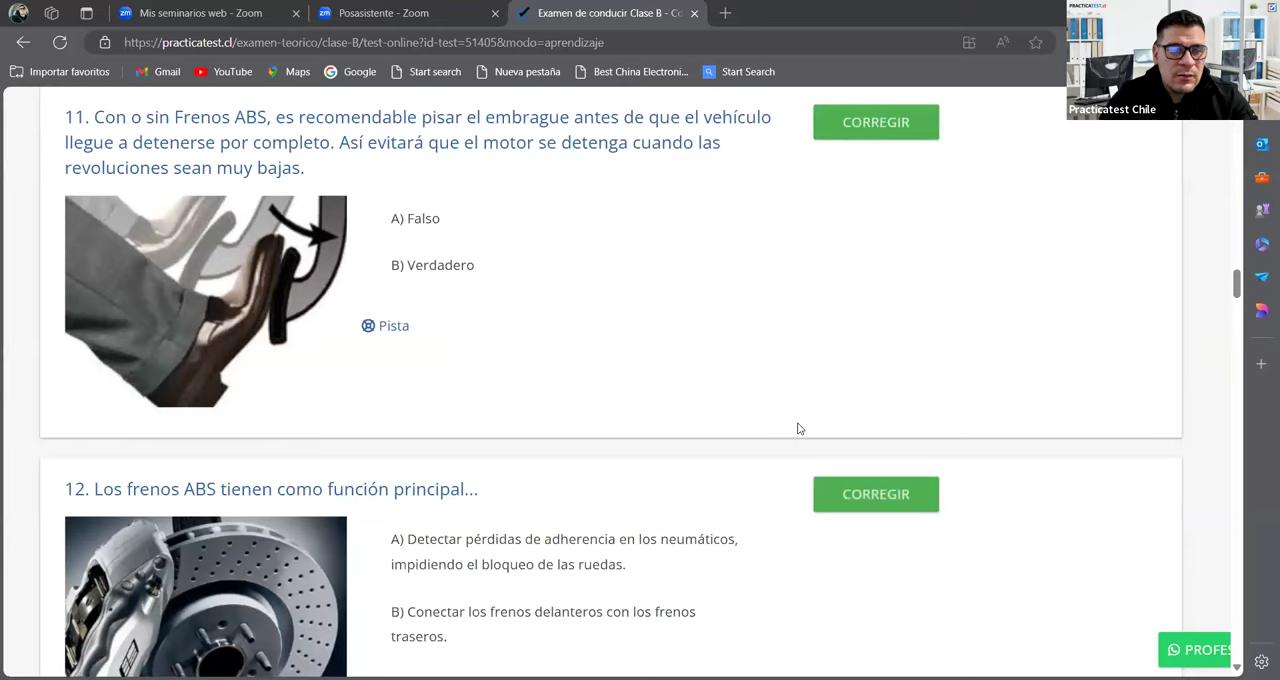 Mis seminarios web - Zoom
Posasistente - Zoom
Examen de conducir Clase B - Co
https://practicatest.cl/examen-teorico/clase-B/test-online?id-test=51405&modo=aprendizaje
Importar favoritos
Gmail
YouTube
Maps
Google
Start search
Nueva pestaña
Best China Electroni...
Start Search
PRACTICATEST.cl
Practicatest Chile
11. Con o sin Frenos ABS, es recomendable pisar el embrague antes de que el vehículo
llegue a detenerse por completo. Así evitará que el motor se detenga cuando las
revoluciones sean muy bajas.
CORREGIR
A) Falso
B) Verdadero
Pista
12. Los frenos ABS tienen como función principal...
CORREGIR
A) Detectar pérdidas de adherencia en los neumáticos,
impidiendo el bloqueo de las ruedas.
B) Conectar los frenos delanteros con los frenos
traseros.
PROFES